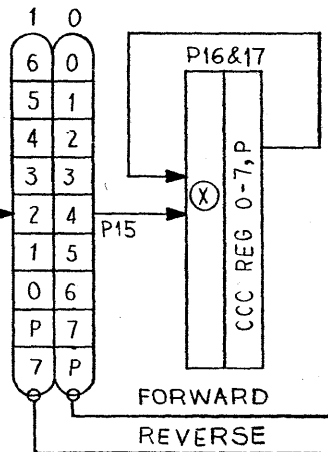 1 0
P16&17
6 0
5 1
4 2
3 3
2 4
1 5
0 6
P 7
7 P
P15
X
CCC REG 0-7,P
FORWARD
REVERSE